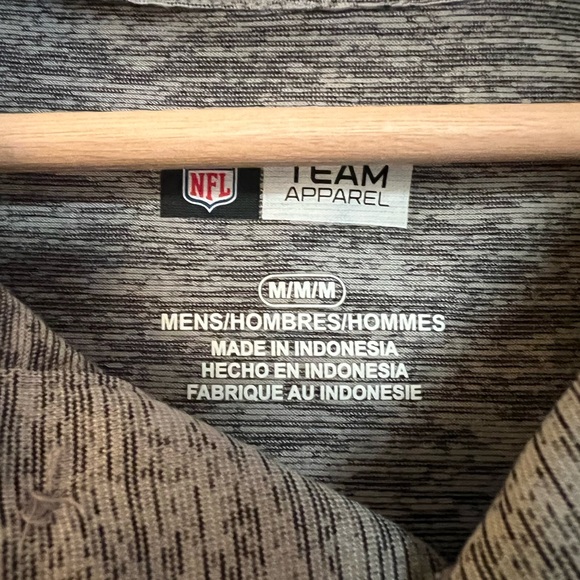 NFL
TEAM
APPAREL
M/M/M
MENS/HOMBRES/HOMMES
MADE IN INDONESIA
HECHO EN INDONESIA
FABRIQUE AU INDONESIE